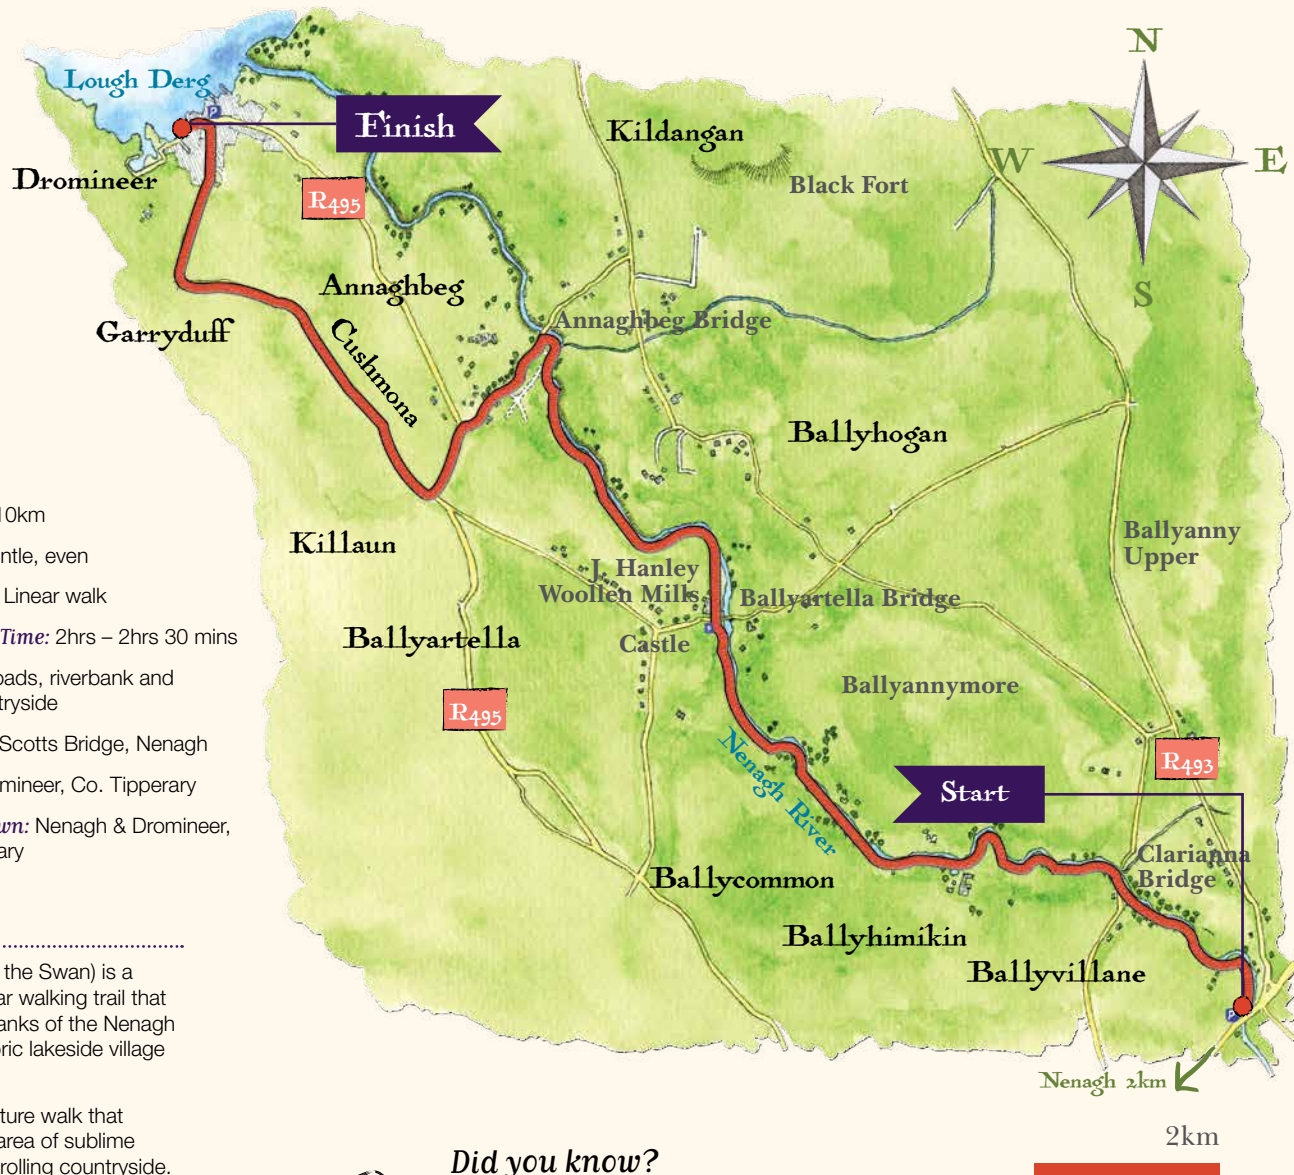 N
W
E
S
Lough Derg
P
Finish
Kildangan
Black Fort
Dromineer
R495
Annaghbeg
Annaghbeg Bridge
Garryduff
Cushmona
Ballyhogan
10km
ntle, even
Linear walk
Time: 2hrs – 2hrs 30 mins
oads, riverbank and
tryside
Scotts Bridge, Nenagh
mineer, Co. Tipperary
wn: Nenagh & Dromineer,
ary
Killaun
J. Hanley
Woollen Mills
Ballyartella Bridge
Ballyanny
Upper
Ballyartella
Castle
Ballyannymore
R495
Nenagh River
R493
Start
Clarianna
Bridge
Ballycommon
Ballyhimikin
Ballyvillane
P
Nenagh 2km
2km
the Swan) is a
ar walking trail that
anks of the Nenagh
oric lakeside village
ture walk that
area of sublime
rolling countryside.
Did you know?